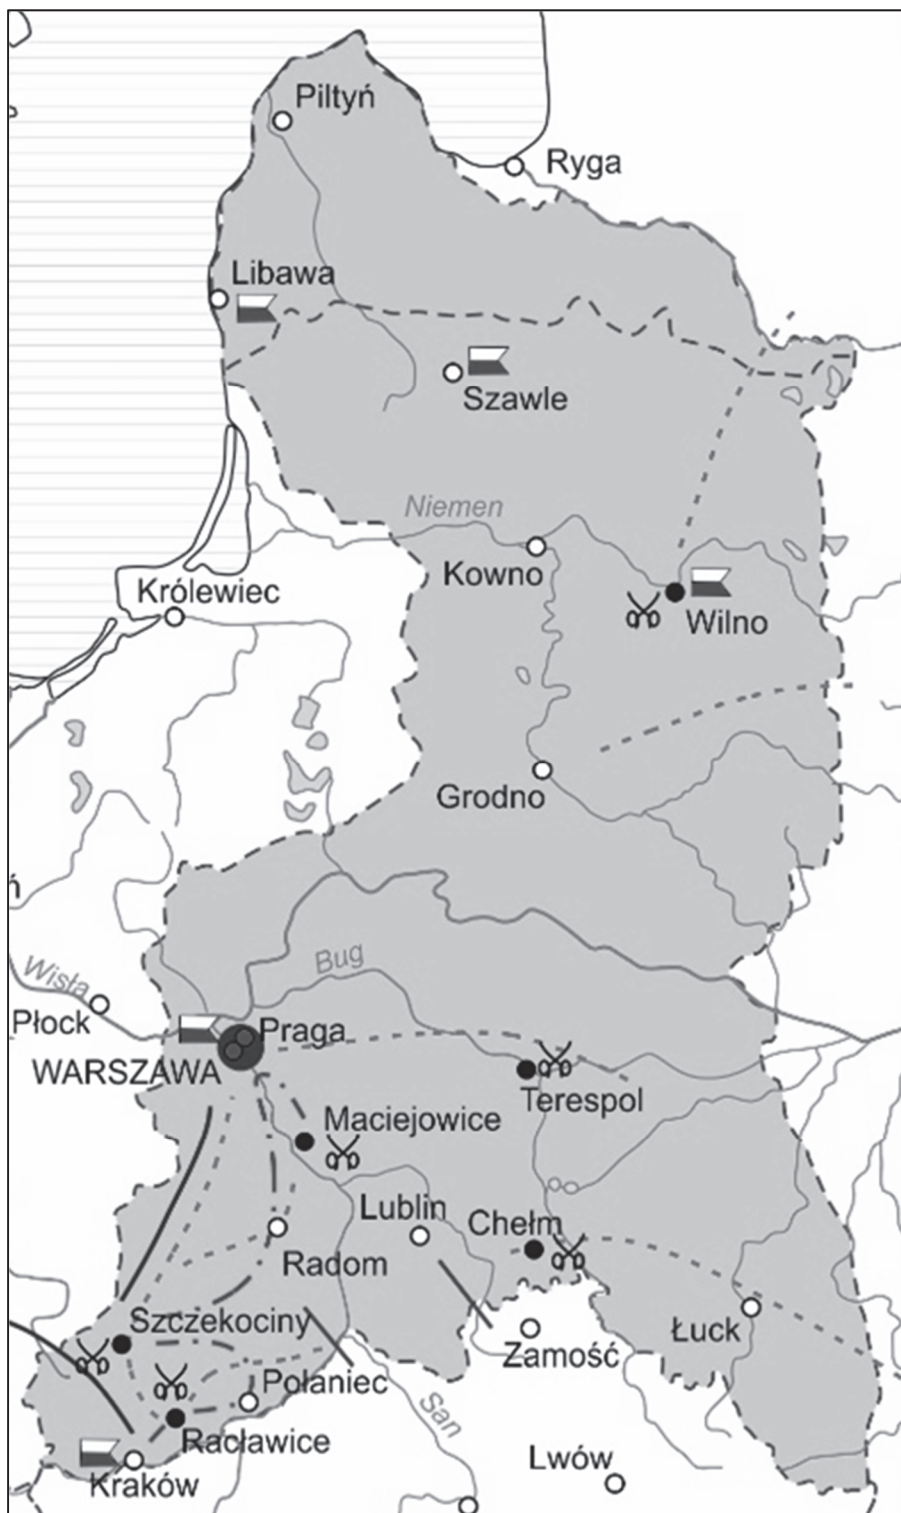 Piltyń
Ryga
Libawa
Szawle
Niemen
Kowno
Królewiec
Wilno
Grodno
ń
Bug
Wisła
Płock
Praga
WARSZAWA
Terespol
Maciejowice
Lublin
Chełm
Radom
Szczekociny
Łuck
Zamość
Połaniec
San
Racławice
Lwów
Kraków